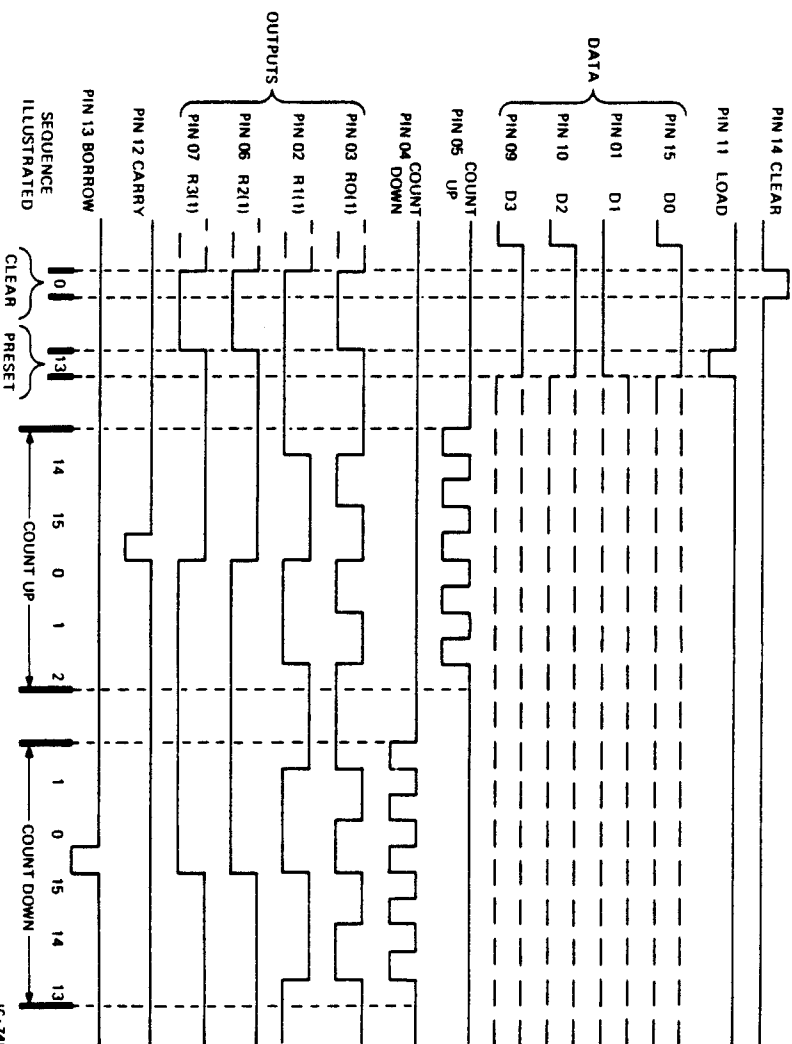 PIN 14 CLEAR
PIN 11 LOAD
DATA
PIN 15 D0
PIN 01 D1
PIN 10 D2
PIN 09 D3
PIN 05 COUNT UP
PIN 04 COUNT DOWN
OUTPUTS
PIN 03 R0(1)
PIN 02 R1(1)
PIN 06 R2(1)
PIN 07 R3(1)
PIN 12 CARRY
PIN 13 BORROW
SEQUENCE
ILLUSTRATED
0 13 14 15 0 1 2 1 0 15 14 13
CLEAR PRESET COUNT UP COUNT DOWN